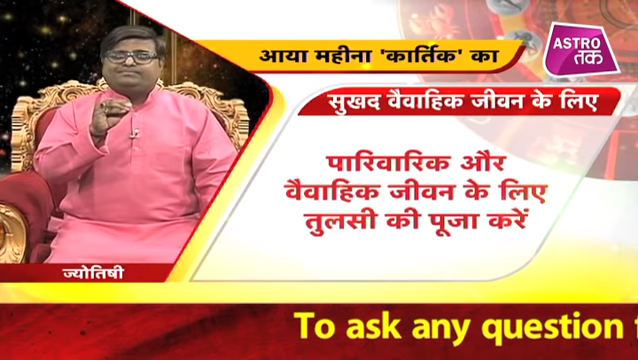 आया महीना 'कार्तिक' का
ASTRO
तक
सुखद वैवाहिक जीवन के लिए
पारिवारिक और
वैवाहिक जीवन के लिए
तुलसी की पूजा करें
ज्योतिषी
To ask any question